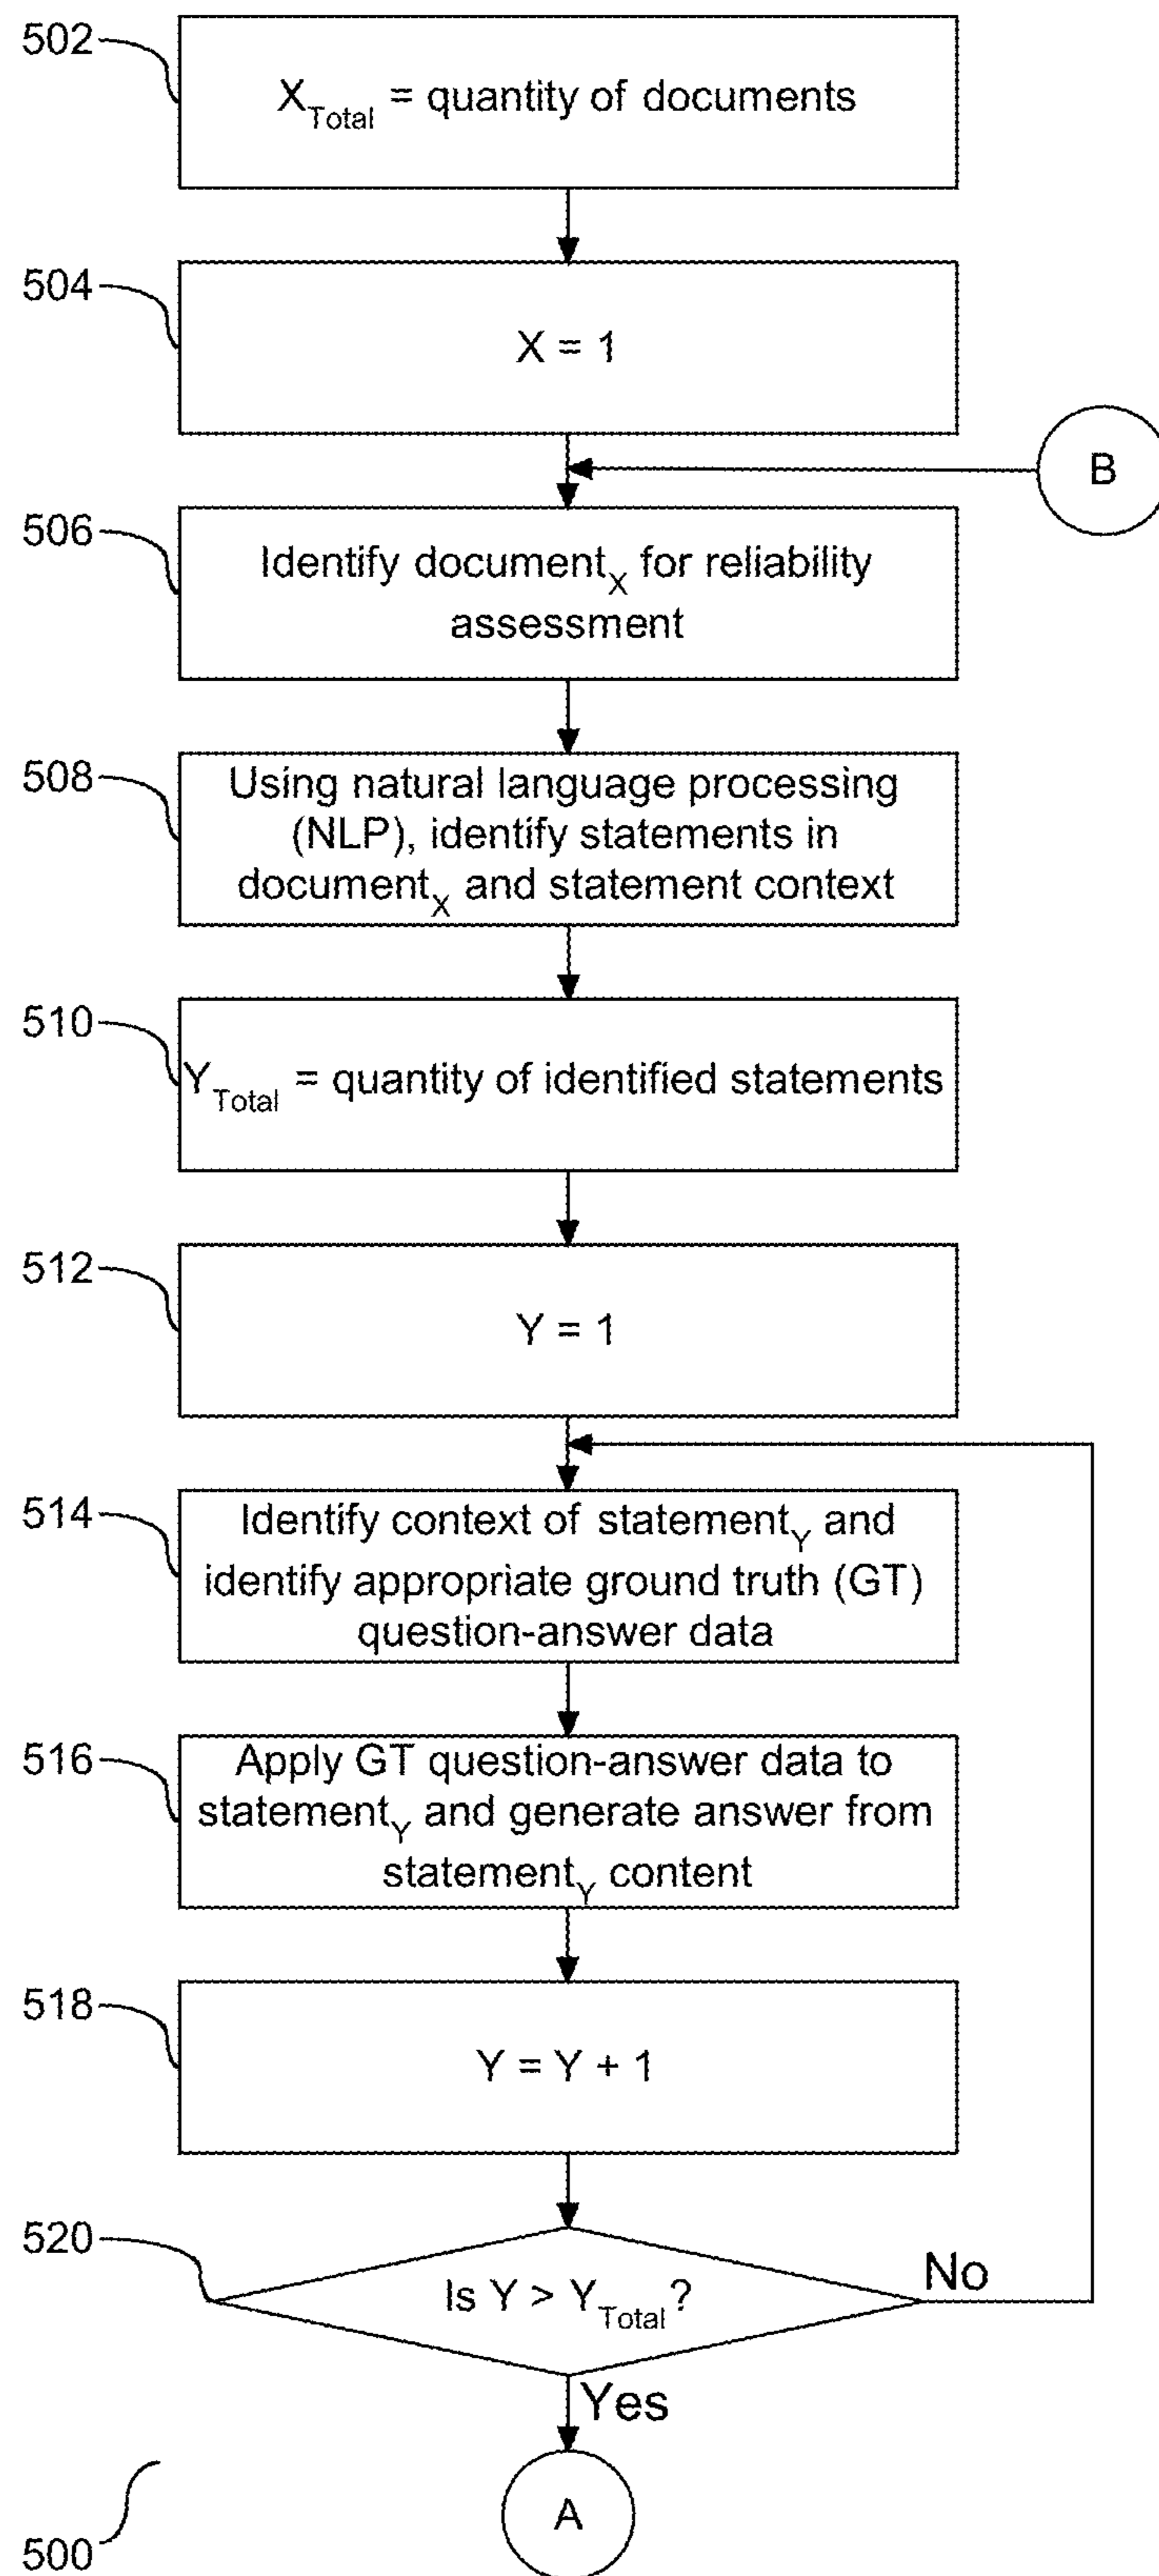 502
X_Total = quantity of documents
504
X = 1
B
506
Identify document_X for reliability
assessment
508
Using natural language processing
(NLP), identify statements in
document_X and statement context
510
Y_Total = quantity of identified statements
512
Y = 1
514
Identify context of statement_Y and
identify appropriate ground truth (GT)
question-answer data
516
Apply GT question-answer data to
statement_Y and generate answer from
statement_Y content
518
Y = Y + 1
520
Is Y > Y_Total?
No
Yes
A
500